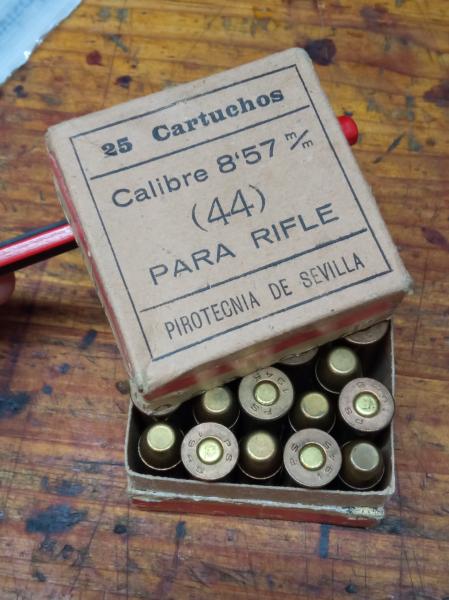 25 Cartuchos
Calibre 8'57 m/m
(44)
PARA RIFLE
PIROTECNIA DE SEVILLA
P S
P S
P S
P S